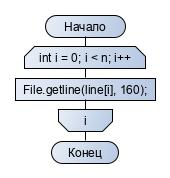 Начало
int i = 0; i < n; i++
File.getline(line[i], 160);
i
Конец